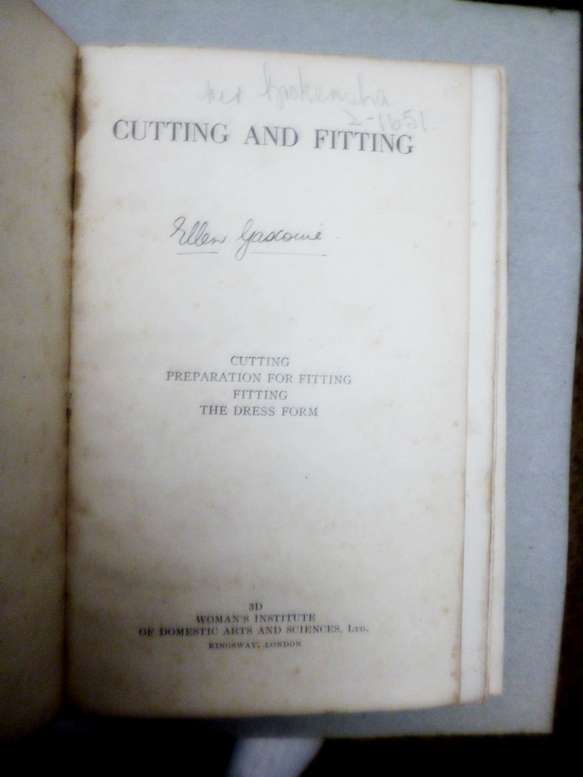 CUTTING AND FITTING
Ellen
CUTTING
PREPARATION FOR FITTING
FITTING
THE DRESS FORM
3D
WOMAN'S INSTITUTE
OF DOMESTIC ARTS AND SCIENCES, LTD.
KINGSWAY, LONDON